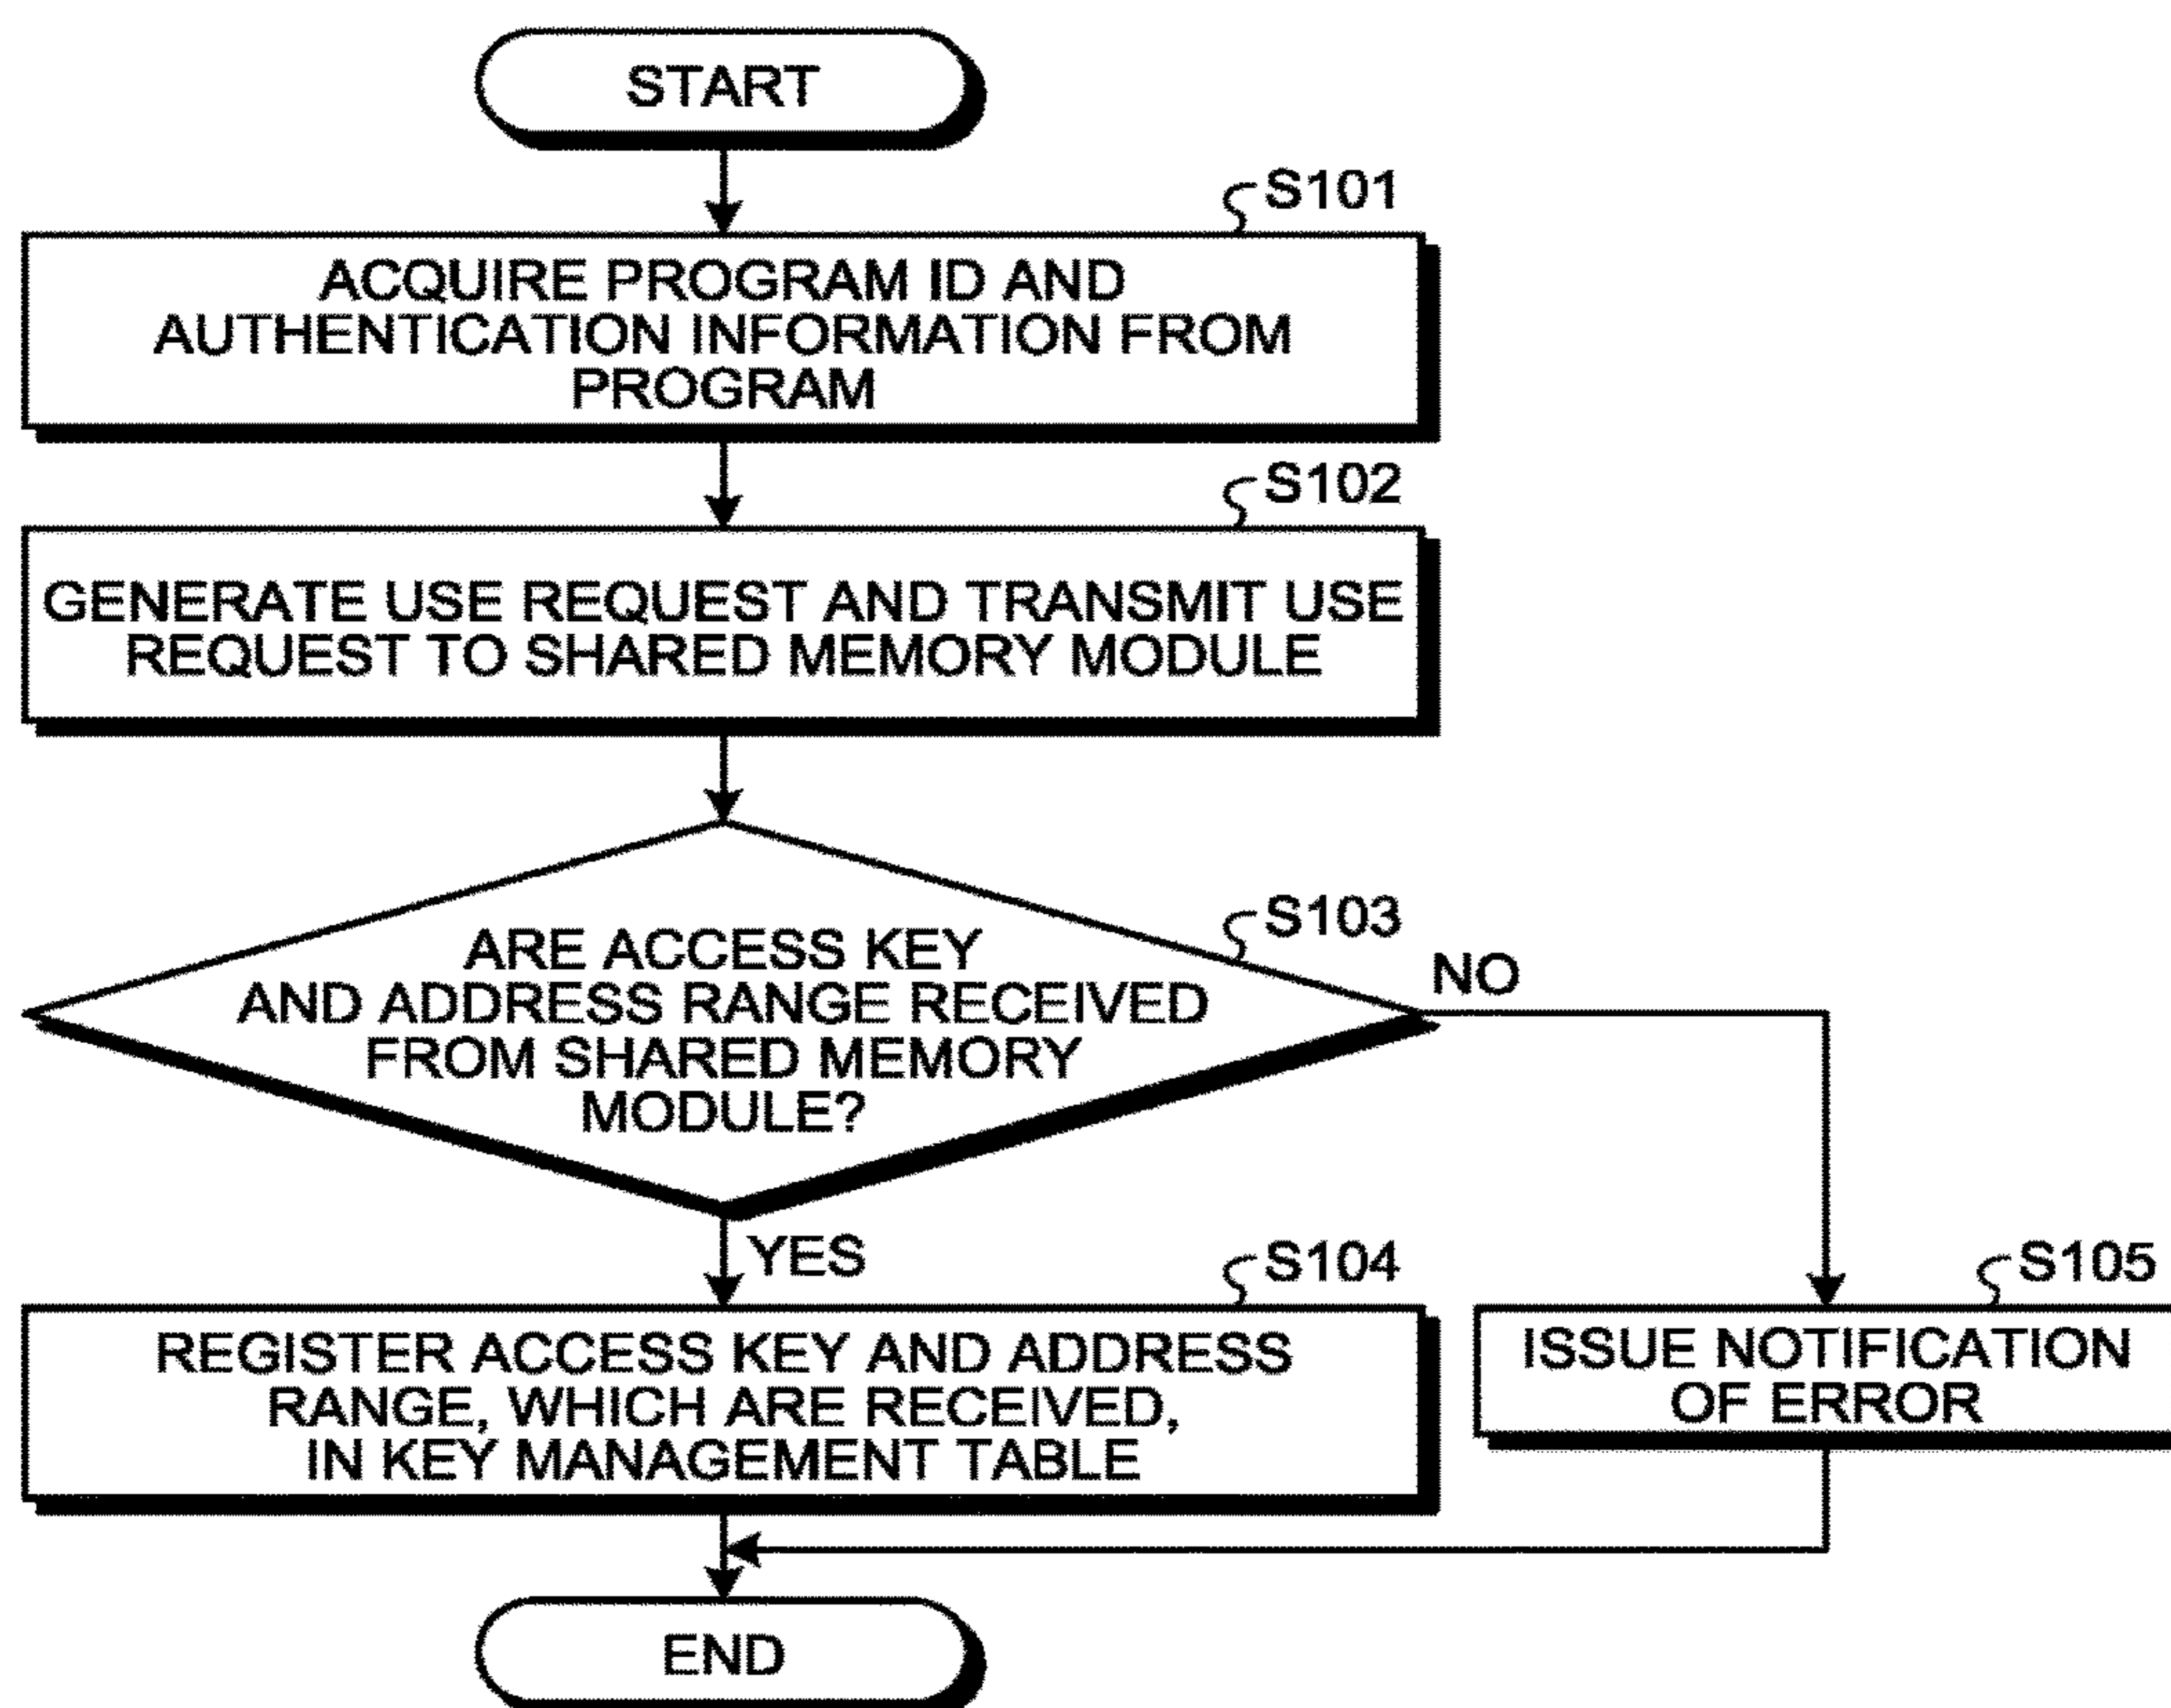 START
S101
ACQUIRE PROGRAM ID AND
AUTHENTICATION INFORMATION FROM
PROGRAM
S102
GENERATE USE REQUEST AND TRANSMIT USE
REQUEST TO SHARED MEMORY MODULE
S103
ARE ACCESS KEY
AND ADDRESS RANGE RECEIVED
FROM SHARED MEMORY
MODULE?
NO
YES
S104
REGISTER ACCESS KEY AND ADDRESS
RANGE, WHICH ARE RECEIVED,
IN KEY MANAGEMENT TABLE
S105
ISSUE NOTIFICATION
OF ERROR
END